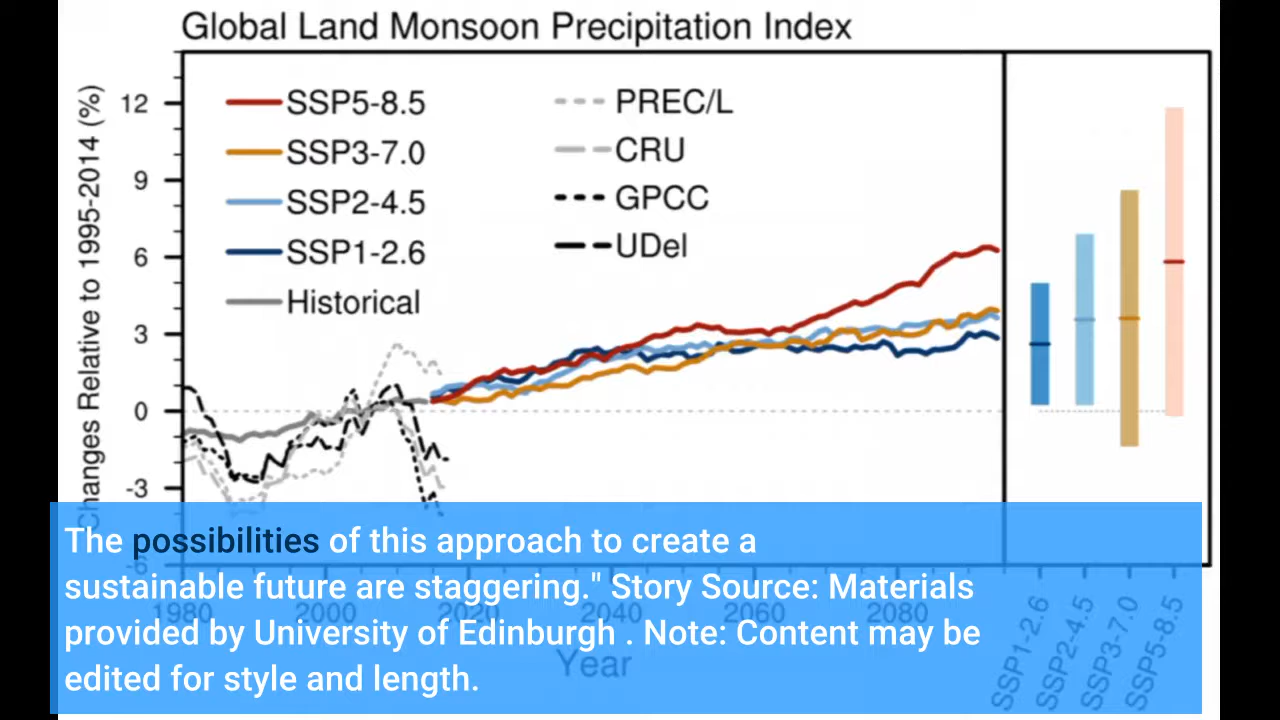 Global Land Monsoon Precipitation Index
Changes Relative to 1995-2014 (%)
12
9
6
3
0
-3
-6
SSP5-8.5
SSP3-7.0
SSP2-4.5
SSP1-2.6
Historical
PREC/L
CRU
GPCC
UDel
The possibilities of this approach to create a
sustainable future are staggering." Story Source: Materials
provided by University of Edinburgh . Note: Content may be
edited for style and length.
1980 2000 2020 2040 2060 2080
Year
SSP1-2.6
SSP2-4.5
SSP3-7.0
SSP5-8.5